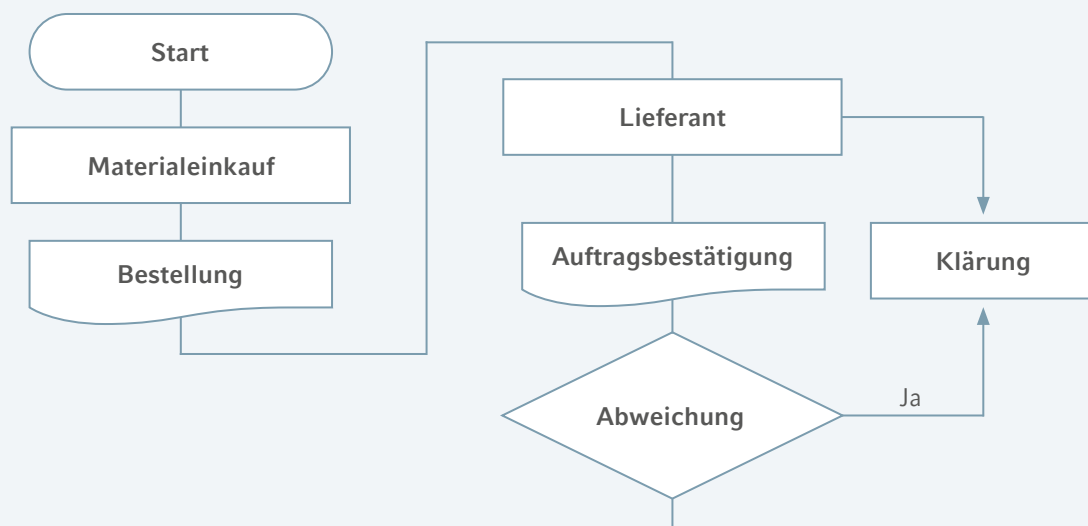 Start
Materialeinkauf
Bestellung
Lieferant
Auftragsbestätigung
Klärung
Abweichung
Ja